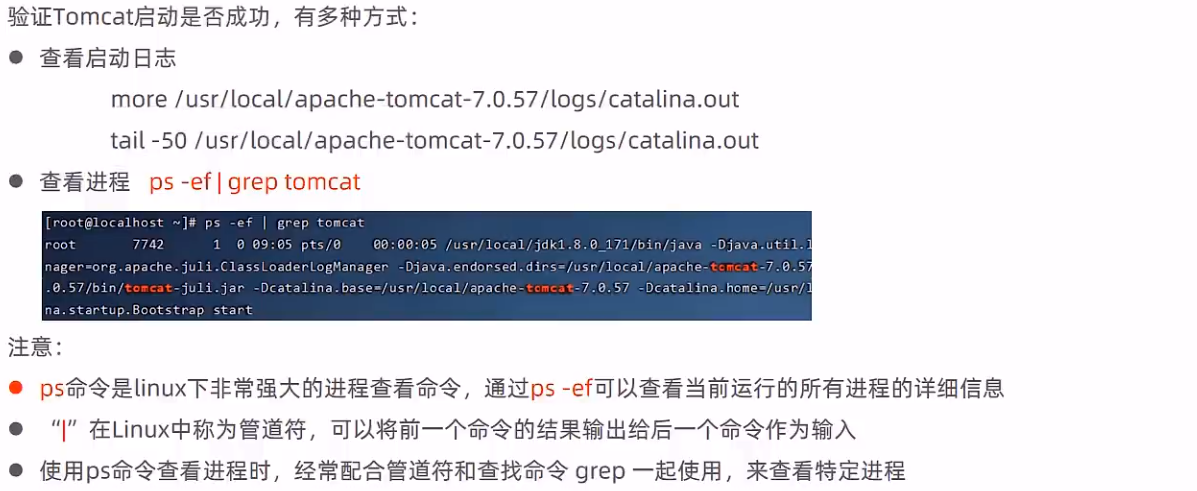 验证Tomcat启动是否成功，有多种方式：
● 查看启动日志
more /usr/local/apache-tomcat-7.0.57/logs/catalina.out
tail -50 /usr/local/apache-tomcat-7.0.57/logs/catalina.out
● 查看进程 ps -ef | grep tomcat
[root@localhost ~]# ps -ef | grep tomcat
root 7742 1 0 09:05 pts/0 00:00:05 /usr/local/jdk1.8.0_171/bin/java -Djava.util.l
nager=org.apache.juli.ClassLoaderLogManager -Djava.endorsed.dirs=/usr/local/apache-tomcat-7.0.57
.0.57/bin/tomcat-juli.jar -Dcatalina.base=/usr/local/apache-tomcat-7.0.57 -Dcatalina.home=/usr/l
na.startup.Bootstrap start
注意：
● ps命令是linux下非常强大的进程查看命令，通过ps -ef可以查看当前运行的所有进程的详细信息
● “|”在Linux中称为管道符，可以将前一个命令的结果输出给后一个命令作为输入
● 使用ps命令查看进程时，经常配合管道符和查找命令 grep 一起使用，来查看特定进程